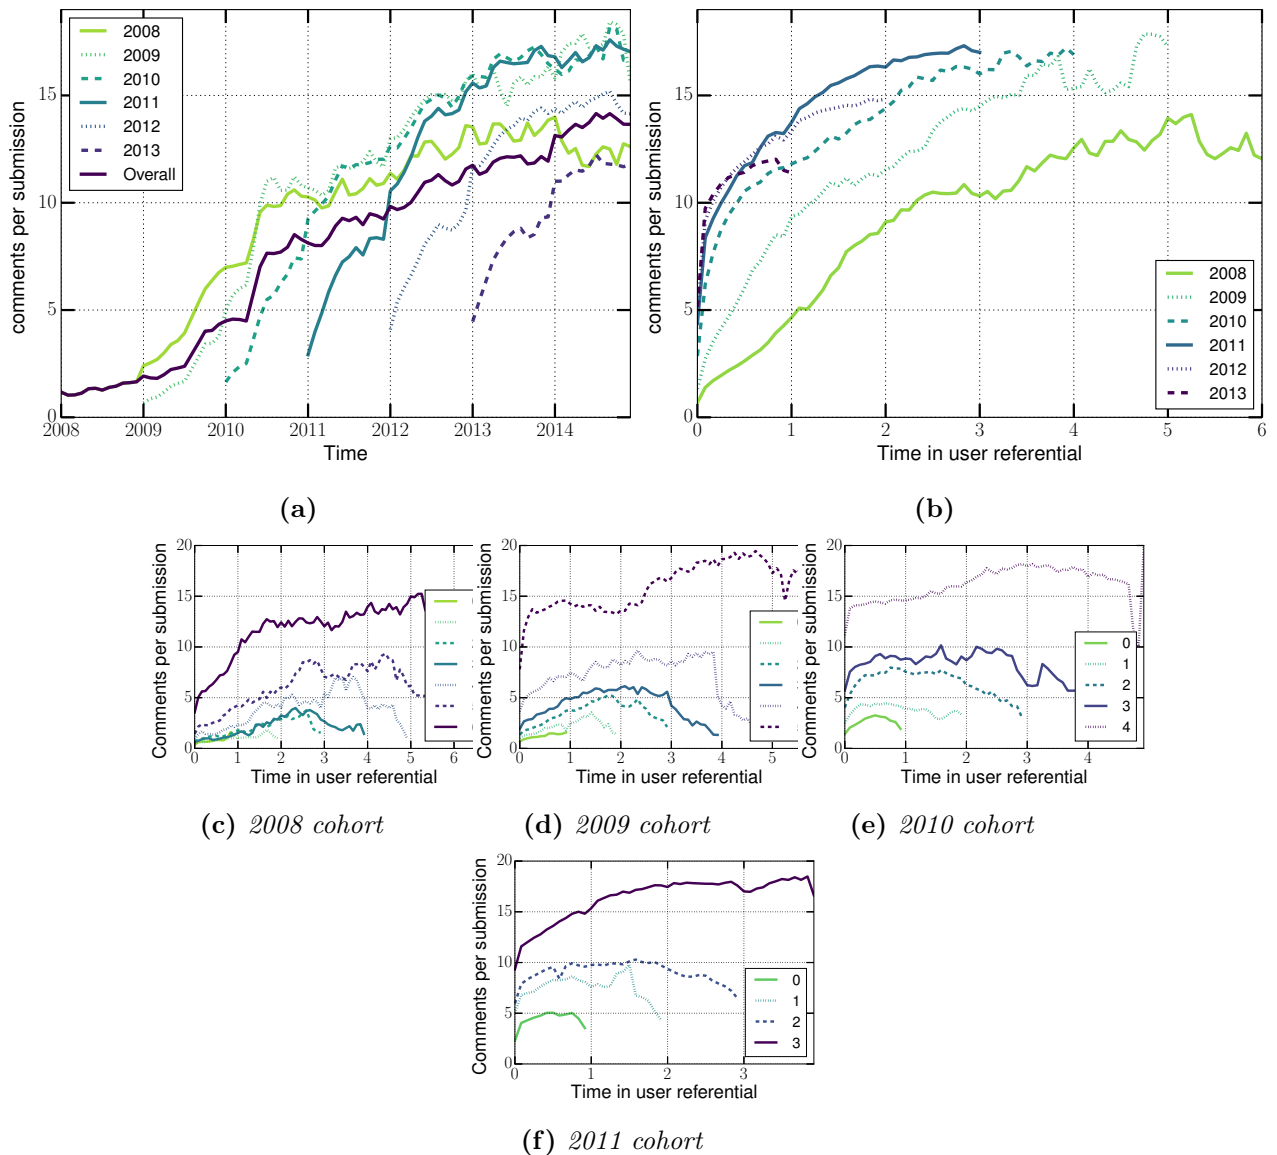 comments per submission
15
10
5
0
2008
2009
2010
2011
2012
2013
Overall
2008 2009 2010 2011 2012 2013 2014
Time
(a)
comments per submission
15
10
5
0
2008
2009
2010
2011
2012
2013
0 1 2 3 4 5 6
Time in user referential
(b)
Comments per submission
20
15
10
5
0
0 1 2 3 4 5 6
Time in user referential
(c) 2008 cohort
Comments per submission
20
15
10
5
0
0 1 2 3 4 5
Time in user referential
(d) 2009 cohort
Comments per submission
20
15
10
5
0
0
1
2
3
4
0 1 2 3 4
Time in user referential
(e) 2010 cohort
Comments per submission
20
15
10
5
0
0
1
2
3
0 1 2 3
Time in user referential
(f) 2011 cohort